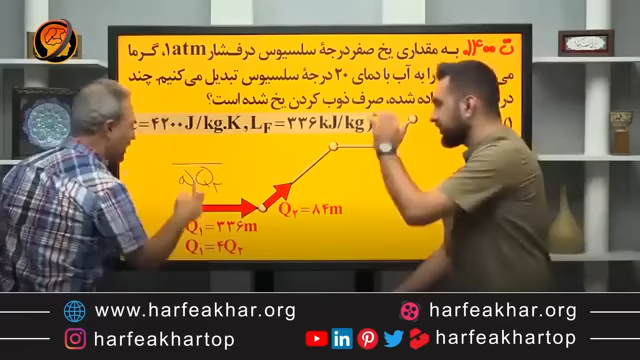 ت ۱۴۰۰. به مقداری یخ صفر درجهٔ سلسیوس در فشار ۱atm، گرما
را به آب با دمای ۲۰ درجهٔ سلسیوس تبدیل می‌کنیم. چند
در داده شده، صرف ذوب کردن یخ شده است؟
= ۴۲۰۰ J/kg.K , L_F = ۳۳۶ kJ/kg
Q₂
Q₂ = ۸۴m
Q₁ = ۳۳۶m
Q₁ = ۴Q₂
www.harfeakhar.org
harfeakhar.org
harfeakhartop
harfeakhartop